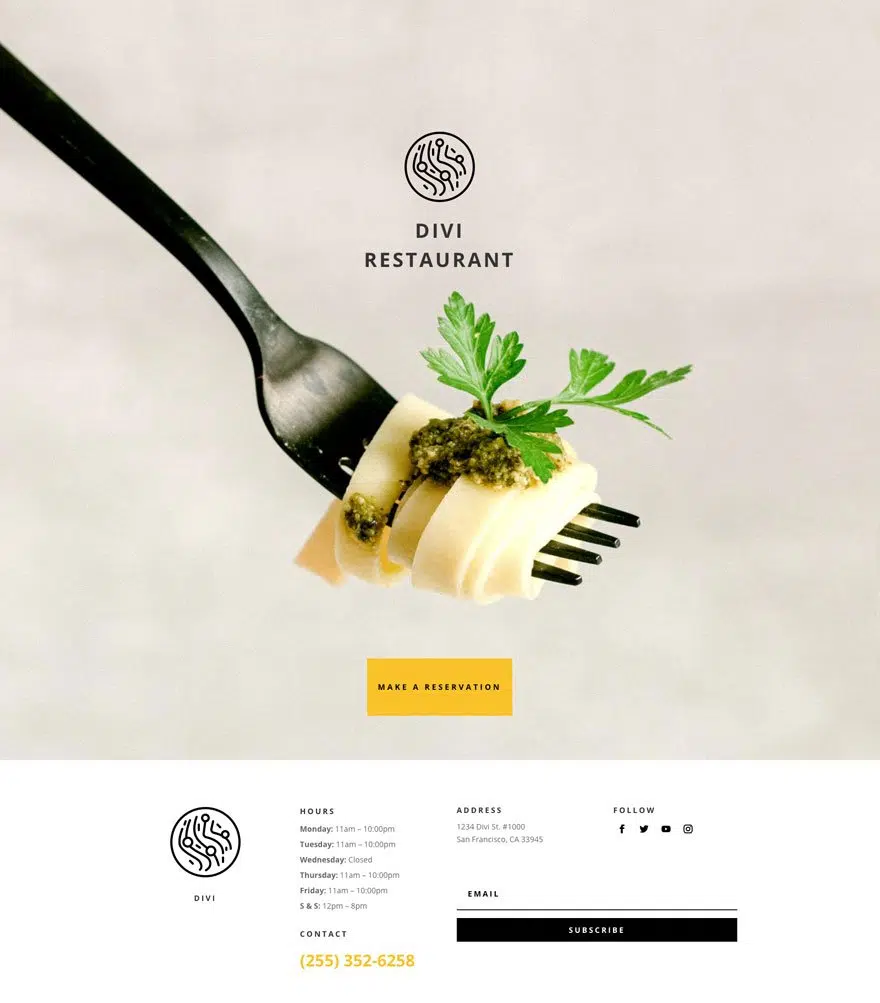 DIVI
RESTAURANT
MAKE A RESERVATION
DIVI
HOURS
Monday: 11am – 10:00pm
Tuesday: 11am – 10:00pm
Wednesday: Closed
Thursday: 11am – 10:00pm
Friday: 11am – 10:00pm
S & S: 12pm – 8pm
CONTACT
(255) 352-6258
ADDRESS
1234 Divi St. #1000
San Francisco, CA 33945
FOLLOW
EMAIL
SUBSCRIBE